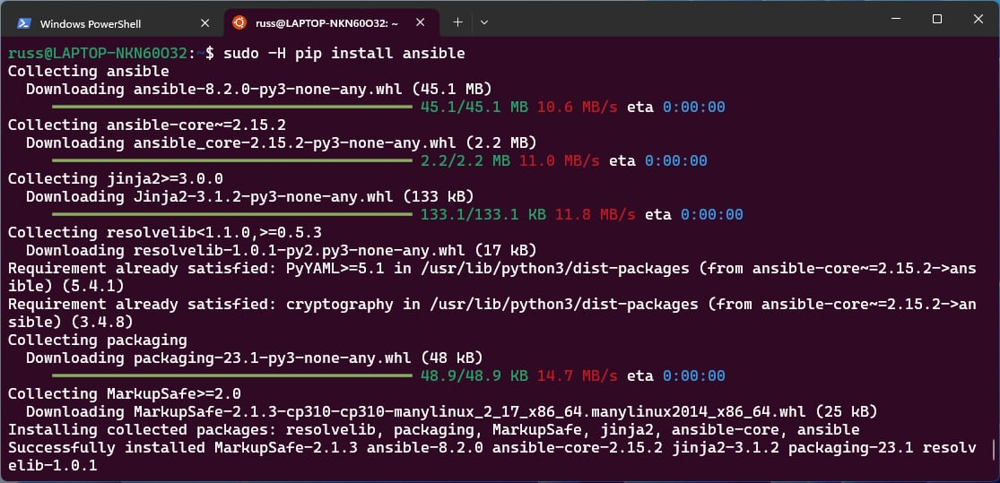 Windows PowerShell
russ@LAPTOP-NKN60O32: ~
russ@LAPTOP-NKN60O32:~$ sudo -H pip install ansible
Collecting ansible
  Downloading ansible-8.2.0-py3-none-any.whl (45.1 MB)
45.1/45.1 MB 10.6 MB/s eta 0:00:00
Collecting ansible-core~=2.15.2
  Downloading ansible_core-2.15.2-py3-none-any.whl (2.2 MB)
2.2/2.2 MB 11.0 MB/s eta 0:00:00
Collecting jinja2>=3.0.0
  Downloading Jinja2-3.1.2-py3-none-any.whl (133 kB)
133.1/133.1 KB 11.8 MB/s eta 0:00:00
Collecting resolvelib<1.1.0,>=0.5.3
  Downloading resolvelib-1.0.1-py2.py3-none-any.whl (17 kB)
Requirement already satisfied: PyYAML>=5.1 in /usr/lib/python3/dist-packages (from ansible-core~=2.15.2->ans
ible) (5.4.1)
Requirement already satisfied: cryptography in /usr/lib/python3/dist-packages (from ansible-core~=2.15.2->an
sible) (3.4.8)
Collecting packaging
  Downloading packaging-23.1-py3-none-any.whl (48 kB)
48.9/48.9 KB 14.7 MB/s eta 0:00:00
Collecting MarkupSafe>=2.0
  Downloading MarkupSafe-2.1.3-cp310-cp310-manylinux_2_17_x86_64.manylinux2014_x86_64.whl (25 kB)
Installing collected packages: resolvelib, packaging, MarkupSafe, jinja2, ansible-core, ansible
Successfully installed MarkupSafe-2.1.3 ansible-8.2.0 ansible-core-2.15.2 jinja2-3.1.2 packaging-23.1 resolv
elib-1.0.1